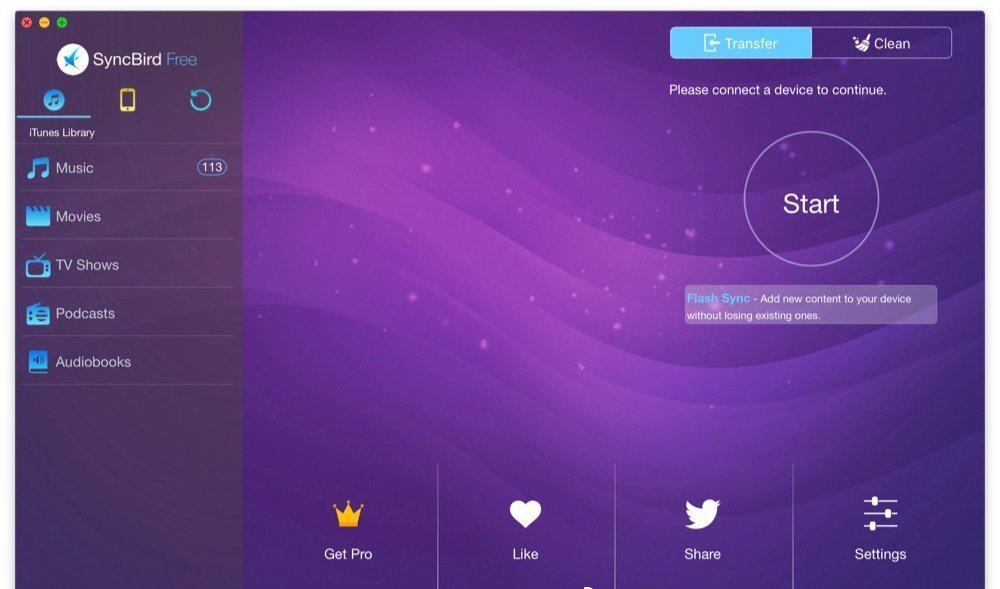 SyncBird Free
iTunes Library
Music 113
Movies
TV Shows
Podcasts
Audiobooks
Transfer Clean
Please connect a device to continue.
Start
Flash Sync - Add new content to your device
without losing existing ones.
Get Pro Like Share Settings